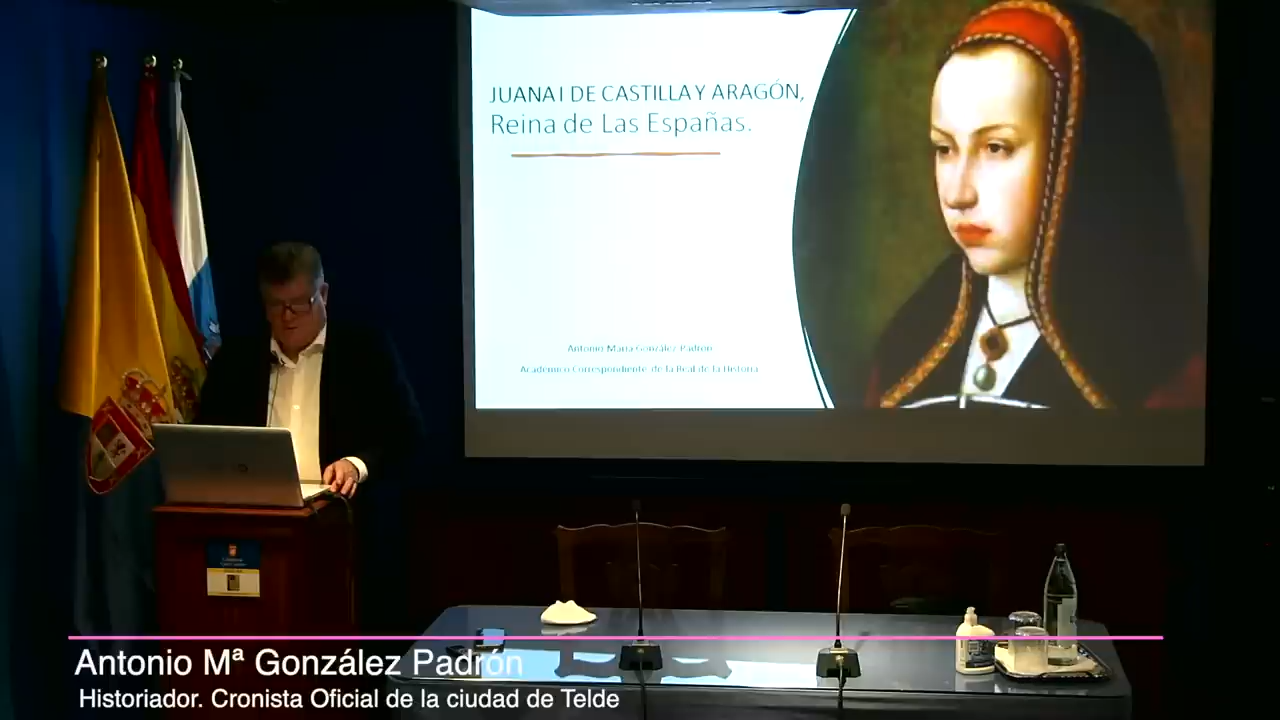 JUANA I DE CASTILLA Y ARAGÓN,
Reina de Las Españas.
Antonio María González Padrón
Académico Correspondiente de la Real de la Historia
Antonio Mª González Padrón
Historiador. Cronista Oficial de la ciudad de Telde